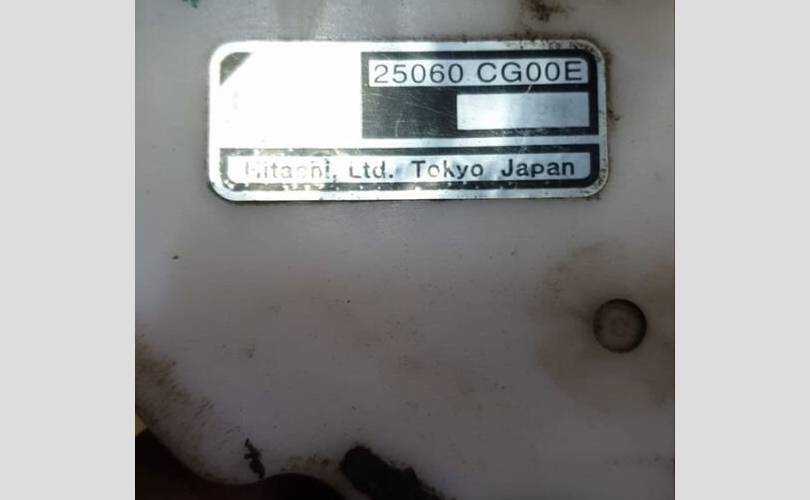 25060 CG00E
Hitachi, Ltd. Tokyo Japan